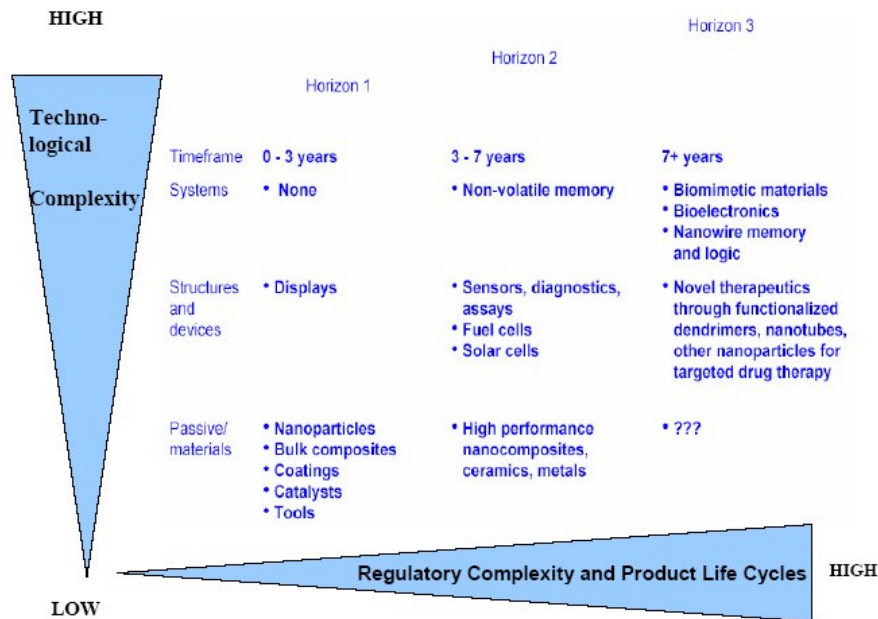 HIGH
Horizon 3
Horizon 2
Horizon 1
Techno-
logical
Complexity
Timeframe 0 - 3 years 3 - 7 years 7+ years
Systems • None • Non-volatile memory • Biomimetic materials
• Bioelectronics
• Nanowire memory
and logic
Structures • Displays • Sensors, diagnostics, • Novel therapeutics
and assays through functionalized
devices • Fuel cells dendrimers, nanotubes,
• Solar cells other nanoparticles for
targeted drug therapy
Passive/ • Nanoparticles • High performance • ???
materials • Bulk composites nanocomposites,
• Coatings ceramics, metals
• Catalysts
• Tools
Regulatory Complexity and Product Life Cycles HIGH
LOW